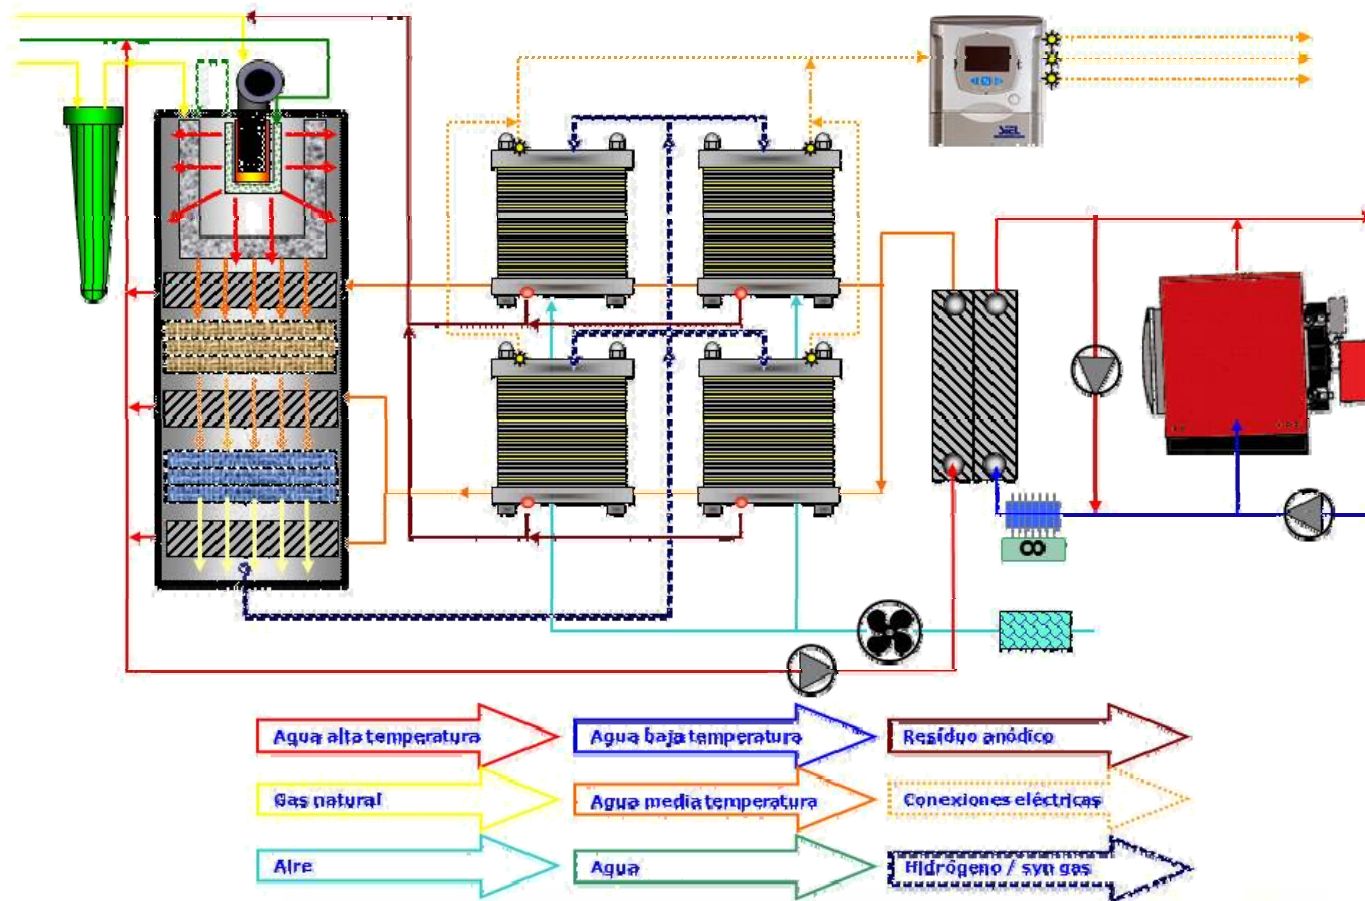 Agua alta temperatura
Agua baja temperatura
Resíduo anódico
Gas natural
Agua media temperatura
Conexiones eléctricas
Aire
Agua
Hidrógeno / syn gas